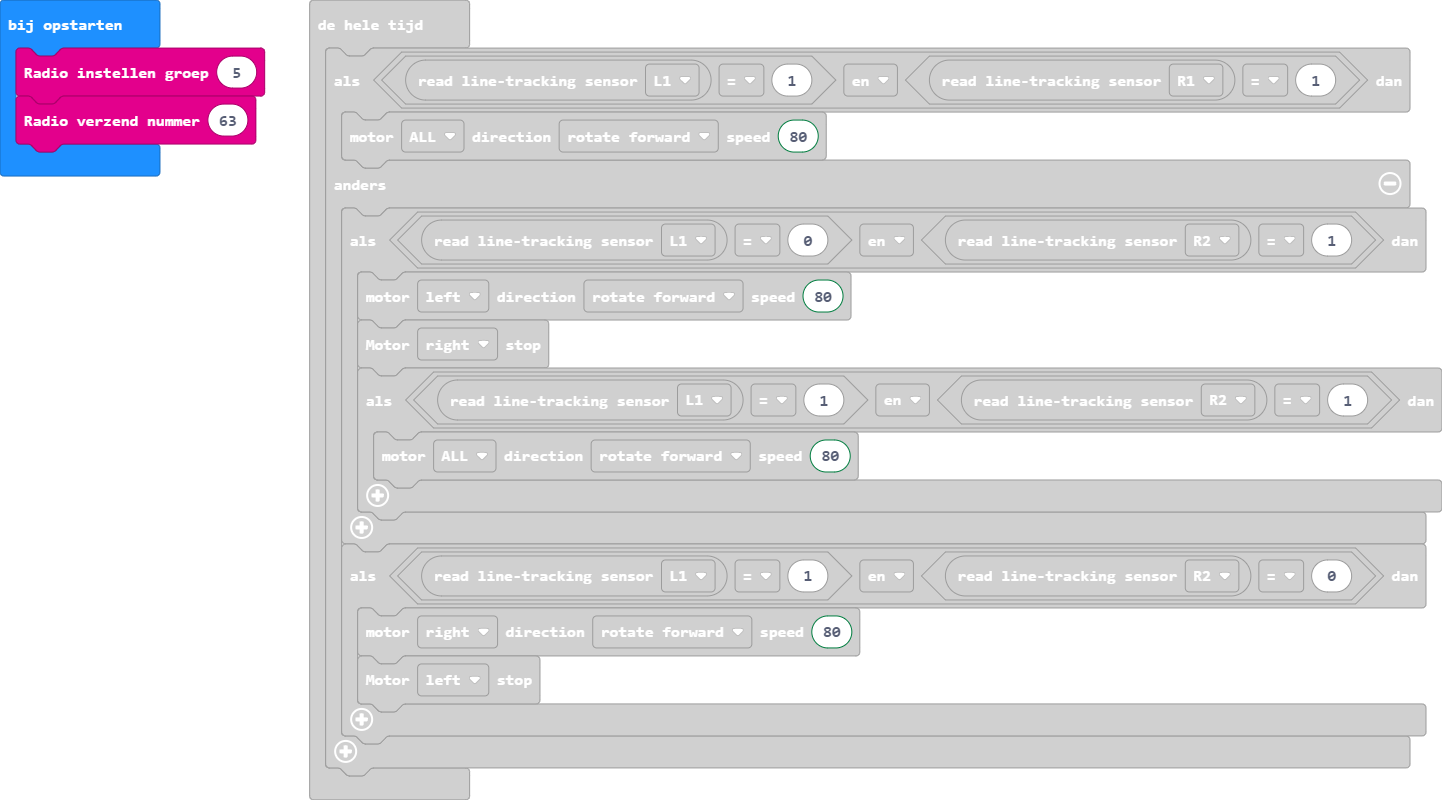 bij opstarten
Radio instellen groep 5
Radio verzend nummer 63
de hele tijd
als read line-tracking sensor L1 = 1 en read line-tracking sensor R1 = 1 dan
motor ALL direction rotate forward speed 80
anders
als read line-tracking sensor L1 = 0 en read line-tracking sensor R2 = 1 dan
motor left direction rotate forward speed 80
Motor right stop
als read line-tracking sensor L1 = 1 en read line-tracking sensor R2 = 1 dan
motor ALL direction rotate forward speed 80
als read line-tracking sensor L1 = 1 en read line-tracking sensor R2 = 0 dan
motor right direction rotate forward speed 80
Motor left stop